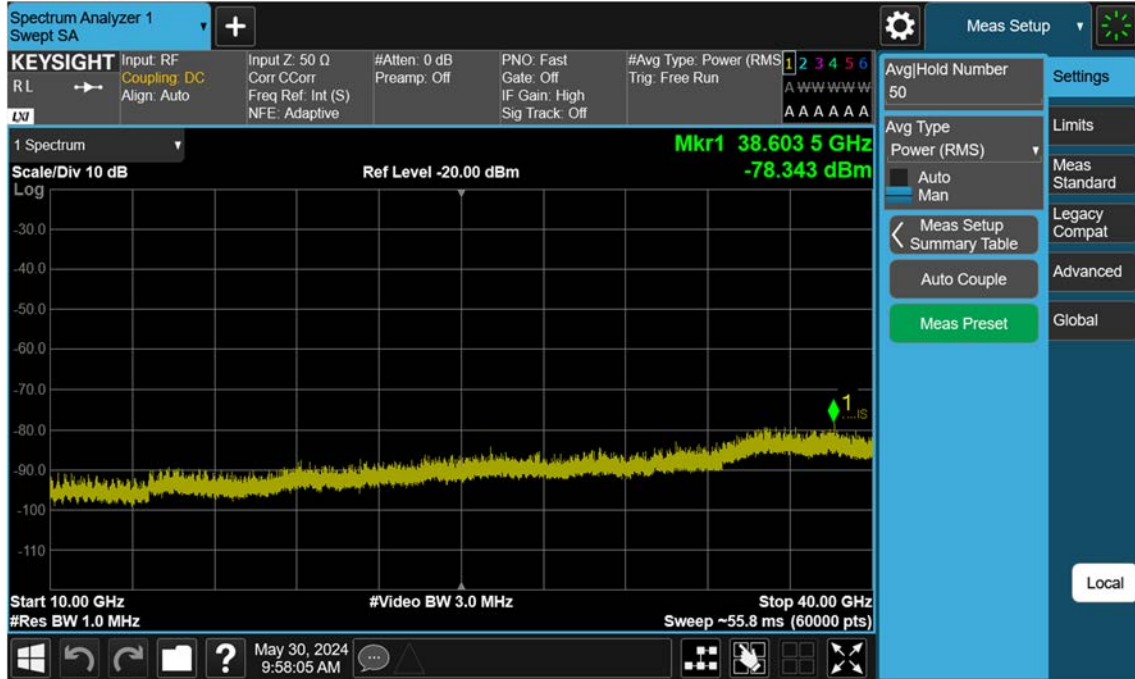 Spectrum Analyzer 1
Swept SA
Meas Setup
KEYSIGHT
R L
LXI
Input: RF
Coupling: DC
Align: Auto
Input Z: 50 Ω
Corr CCorr
Freq Ref: Int (S)
NFE: Adaptive
#Atten: 0 dB
Preamp: Off
PNO: Fast
Gate: Off
IF Gain: High
Sig Track: Off
#Avg Type: Power (RMS
Trig: Free Run
1 2 3 4 5 6
A W W W W W
A A A A A A
1 Spectrum
Mkr1 38.603 5 GHz
-78.343 dBm
Scale/Div 10 dB
Ref Level -20.00 dBm
Log
-30.0
-40.0
-50.0
-60.0
-70.0
-80.0
-90.0
-100
-110
1
Start 10.00 GHz
#Video BW 3.0 MHz
Stop 40.00 GHz
#Res BW 1.0 MHz
Sweep ~55.8 ms (60000 pts)
May 30, 2024
9:58:05 AM
?
Avg|Hold Number
50
Avg Type
Power (RMS)
Auto
Man
Meas Setup
Summary Table
Auto Couple
Meas Preset
Settings
Limits
Meas
Standard
Legacy
Compat
Advanced
Global
Local